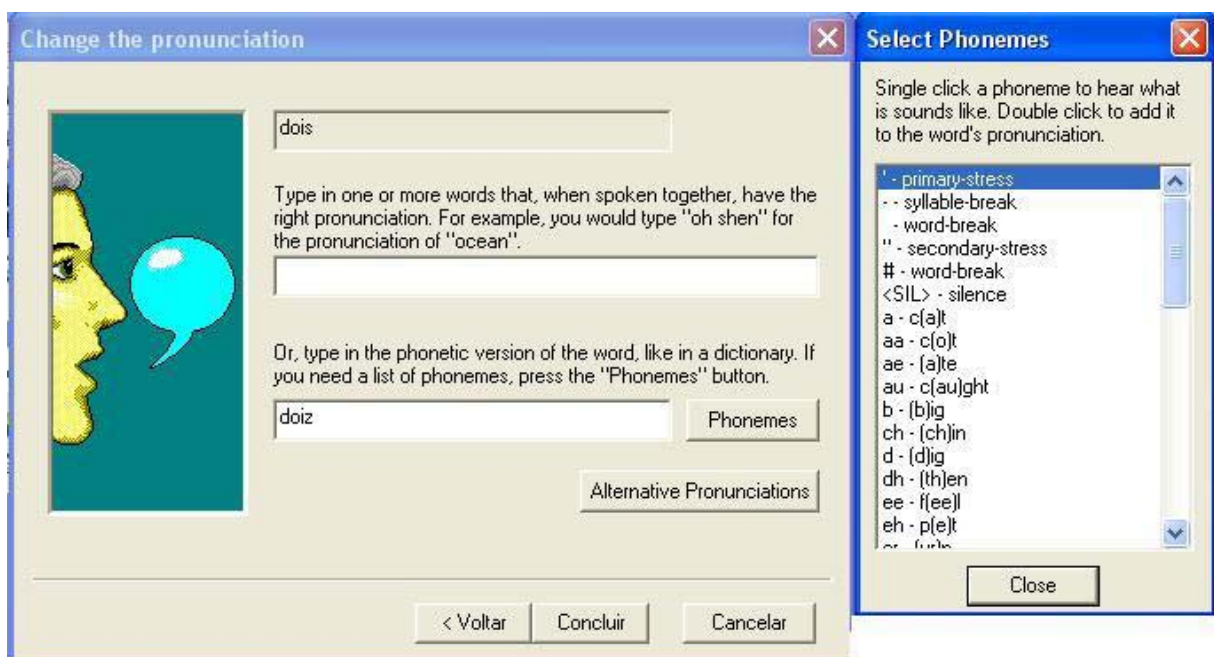 Change the pronunciation
dois
Type in one or more words that, when spoken together, have the
right pronunciation. For example, you would type "oh shen" for
the pronunciation of "ocean".
Or, type in the phonetic version of the word, like in a dictionary. If
you need a list of phonemes, press the "Phonemes" button.
doiz
Phonemes
Alternative Pronunciations
< Voltar
Concluir
Cancelar
Select Phonemes
Single click a phoneme to hear what
is sounds like. Double click to add it
to the word's pronunciation.
' - primary-stress
- - syllable-break
- word-break
" - secondary-stress
# - word-break
<SIL> - silence
a - c(a)t
aa - c(o)t
ae - (a)te
au - c(au)ght
b - (b)ig
ch - (ch)in
d - (d)ig
dh - (th)en
ee - f(ee)l
eh - p(e)t
Close